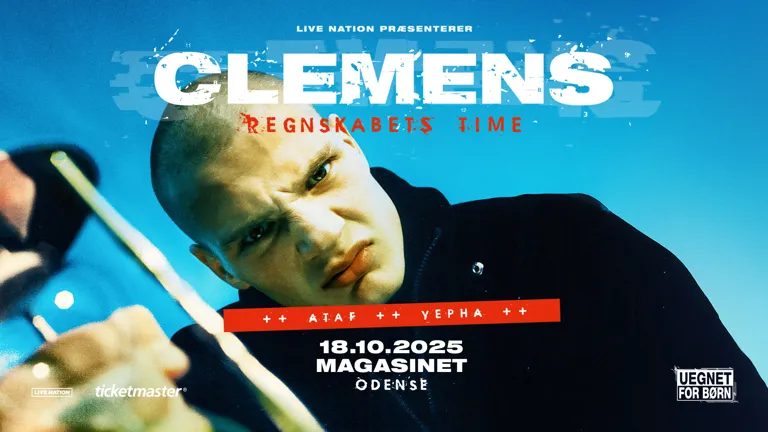 LIVE NATION PRÆSENTERER
CLEMENS
REGNSKABETS TIME
++ ATAF ++ YEPHA ++
18.10.2025
MAGASINET
ODENSE
LIVE NATION
ticketmaster®
UEGNET
FOR BØRN